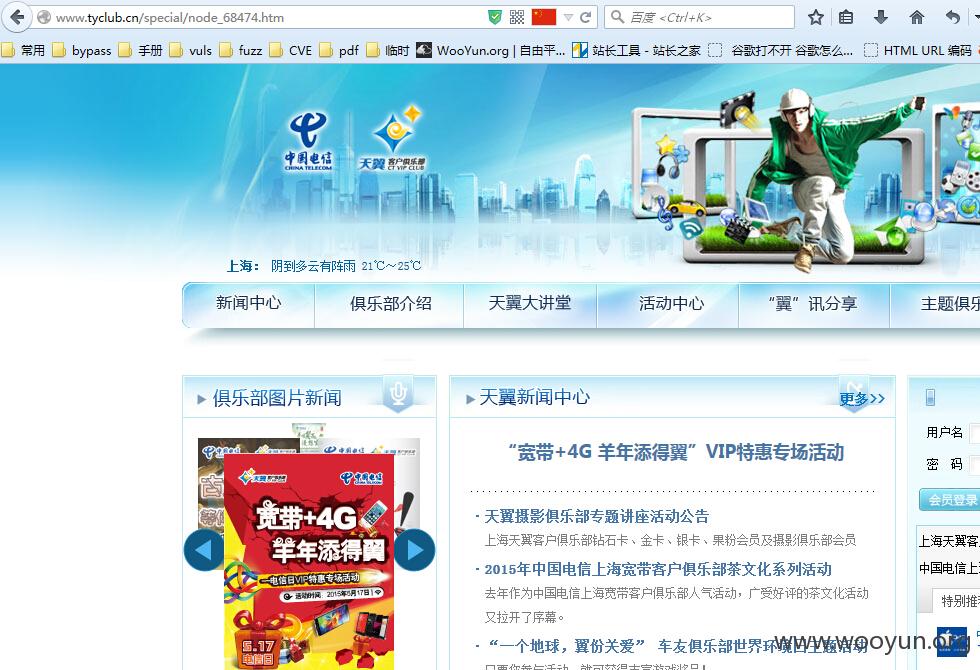 www.tyclub.cn/special/node_68474.htm
百度 <Ctrl+K>
常用 bypass 手册 vuls fuzz CVE pdf 临时 WooYun.org | 自由平... 站长工具 - 站长之家 谷歌打不开 谷歌怎么... HTML URL 编码
中国电信 天翼客户俱乐部
CHINA TELECOM CT VIP CLUB
上海： 阴到多云有阵雨 21℃～25℃
新闻中心 俱乐部介绍 天翼大讲堂 活动中心 “翼”讯分享 主题俱乐
俱乐部图片新闻
天翼新闻中心 更多>>
“宽带+4G 羊年添得翼”VIP特惠专场活动
· 天翼摄影俱乐部专题讲座活动公告
上海天翼客户俱乐部钻石卡、金卡、银卡、果粉会员及摄影俱乐部会员
· 2015年中国电信上海宽带客户俱乐部茶文化系列活动
去年作为中国电信上海宽带客户俱乐部人气活动，广受好评的茶文化活动
又拉开了序幕。
· “一个地球，翼份关爱” 车友俱乐部世界环境日主题活动
宽带+4G
羊年添得翼
—电信日VIP特惠专场活动
活动时间：2015年5月17日
5.17
电信日
用户名
密 码
会员登录
上海天翼客
中国电信上
特别推
www.wooyun.org